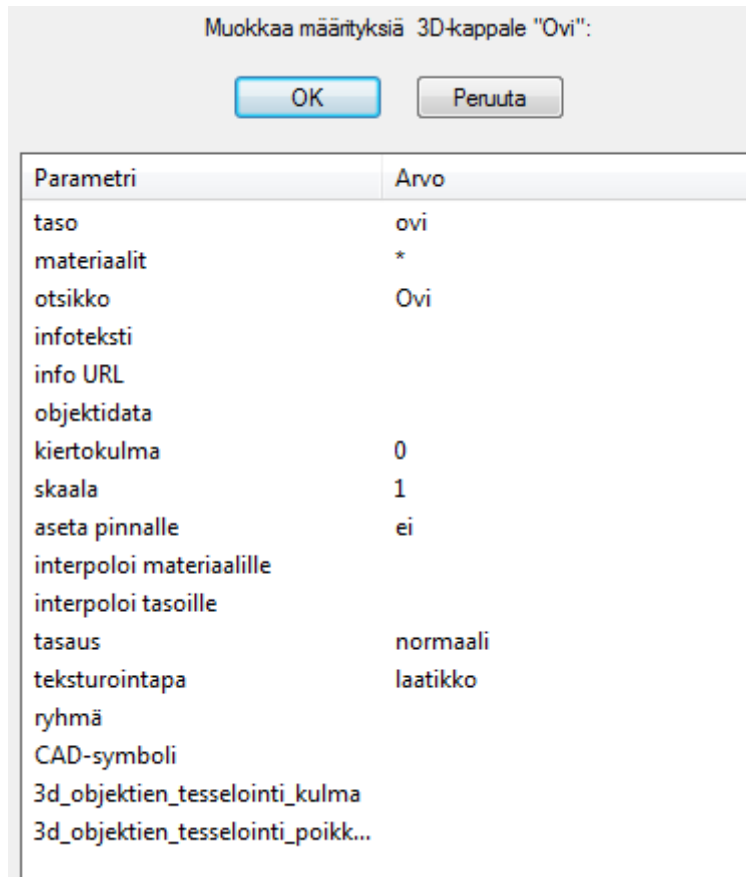 Muokkaa määrityksiä 3D-kappale "Ovi":
OK Peruuta
Parametri Arvo
taso ovi
materiaalit *
otsikko Ovi
infoteksti
info URL
objektidata
kiertokulma 0
skaala 1
aseta pinnalle ei
interpoloi materiaalille
interpoloi tasoille
tasaus normaali
teksturointapa laatikko
ryhmä
CAD-symboli
3d_objektien_tesselointi_kulma
3d_objektien_tesselointi_poikk...